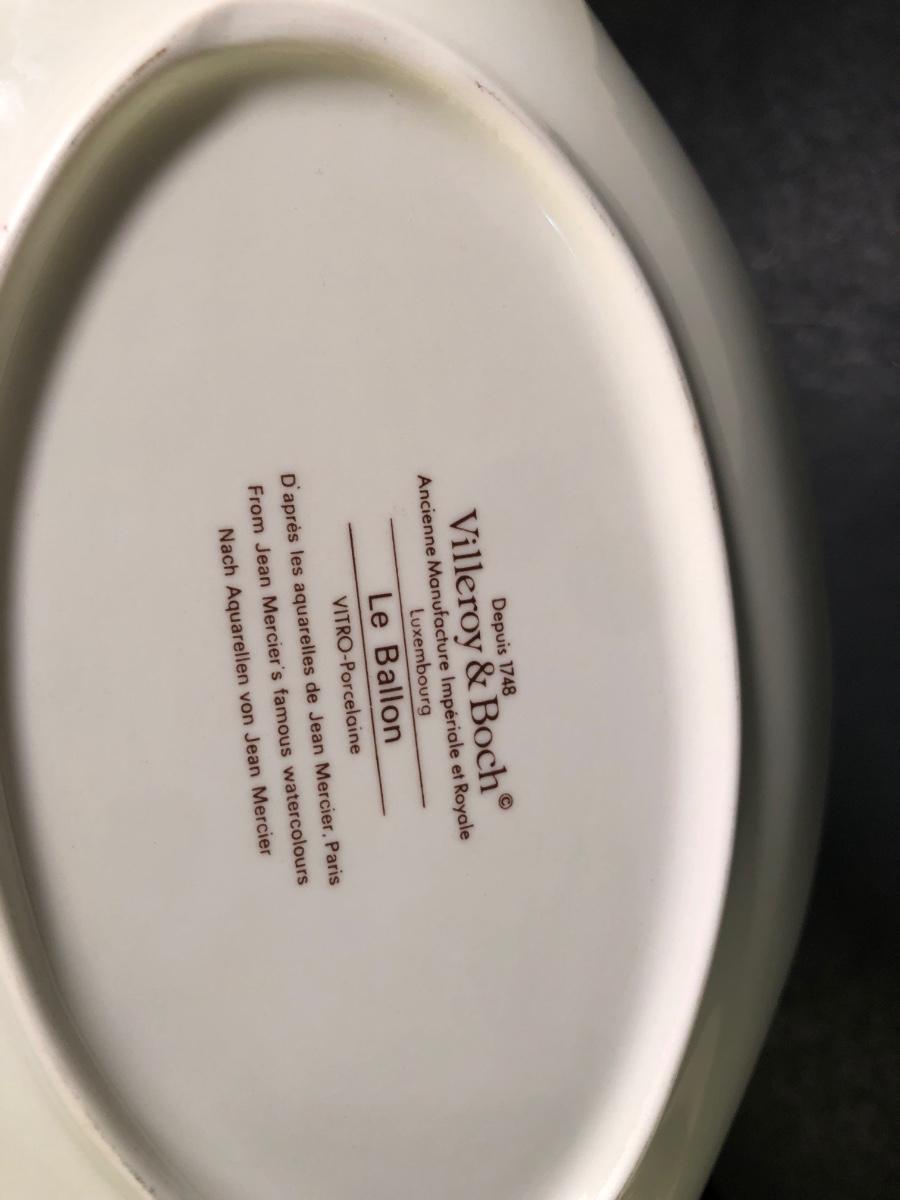 Depuis 1748
Villeroy & Boch©
Ancienne Manufacture Impériale et Royale
Luxembourg
Le Ballon
VITRO-Porcelaine
D'après les aquarelles de Jean Mercier, Paris
From Jean Mercier's famous watercolours
Nach Aquarellen von Jean Mercier